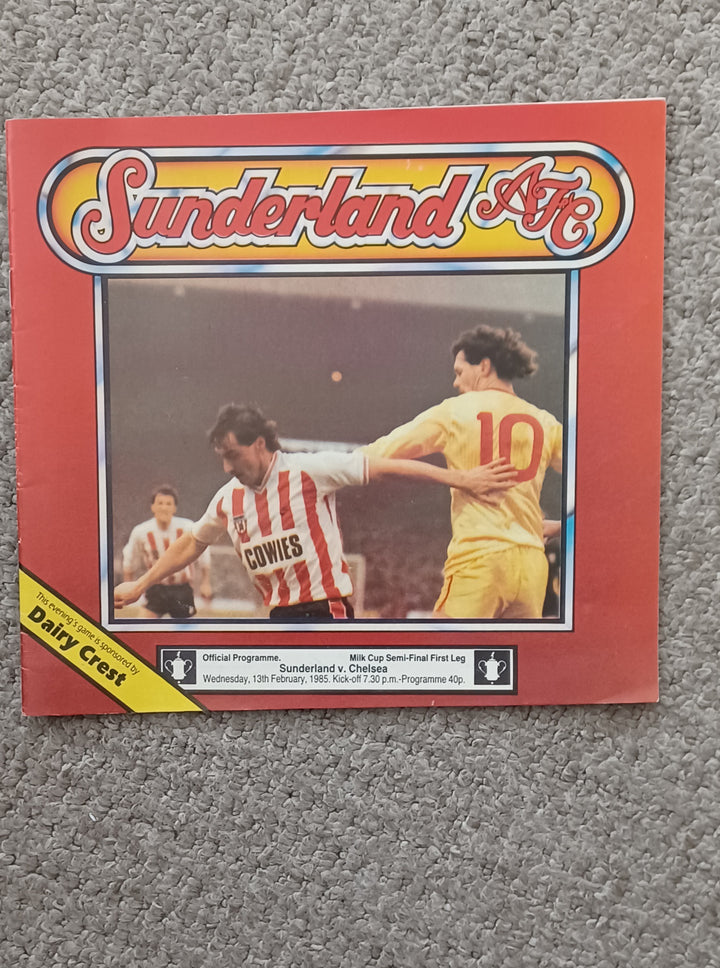 Sunderland AFC
10
COWIES
This evening's game is sponsored by
Dairy Crest
Official Programme. Milk Cup Semi-Final First Leg
Sunderland v. Chelsea
Wednesday, 13th February, 1985. Kick-off 7.30 p.m.-Programme 40p.